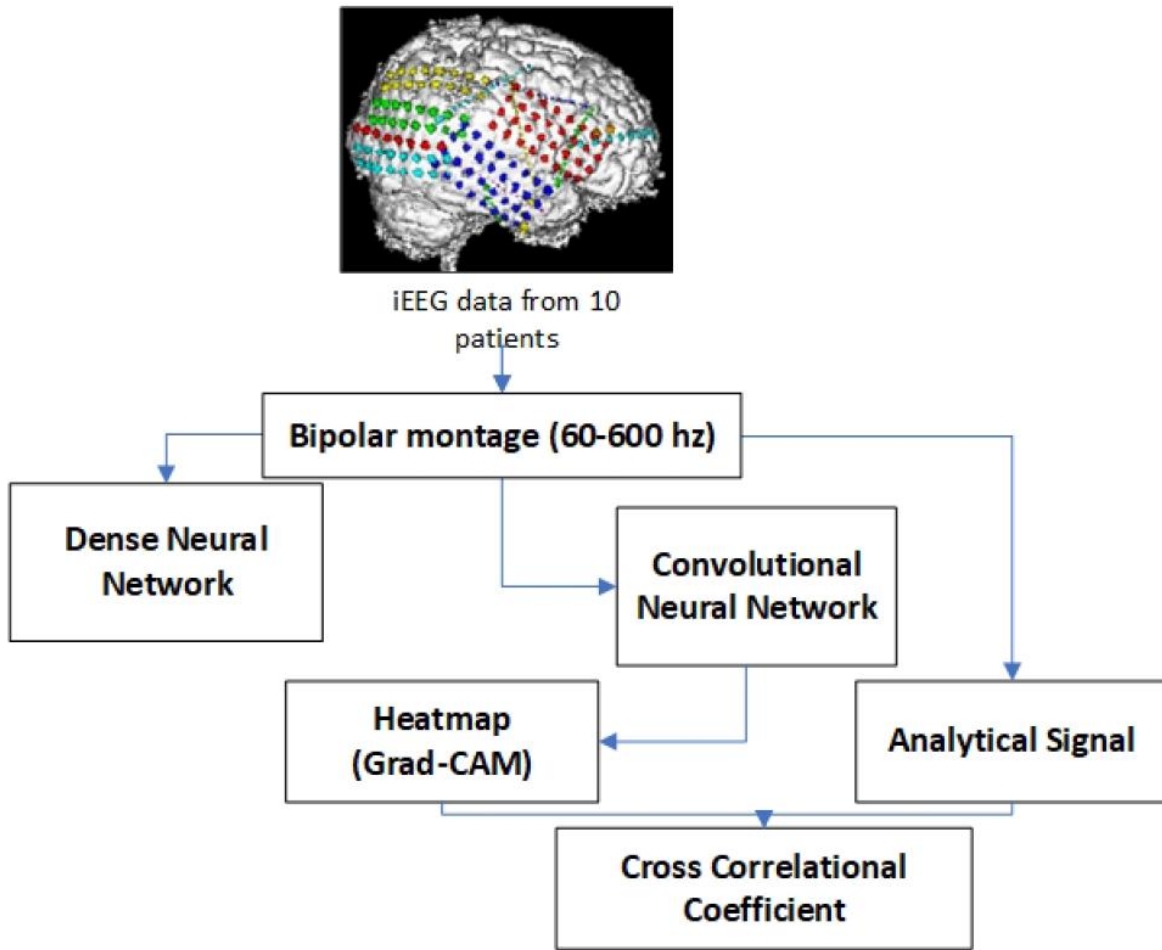 iEEG data from 10
patients
Bipolar montage (60-600 hz)
Dense Neural
Network
Convolutional
Neural Network
Heatmap
(Grad-CAM)
Analytical Signal
Cross Correlational
Coefficient